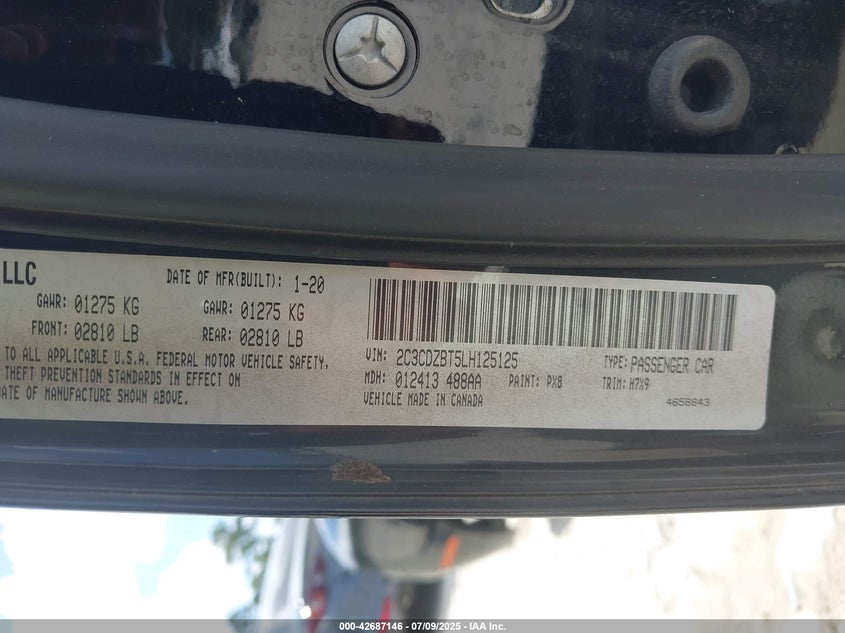 LLC
DATE OF MFR(BUILT): 1-20
GAWR: 01275 KG GAWR: 01275 KG
FRONT: 02810 LB REAR: 02810 LB
TO ALL APPLICABLE U.S.A. FEDERAL MOTOR VEHICLE SAFETY,
THEFT PREVENTION STANDARDS IN EFFECT ON
DATE OF MANUFACTURE SHOWN ABOVE.
VIN: 2C3CDZBT5LH125125 TYPE: PASSENGER CAR
MDH: 012413 488AA PAINT: PX8 TRIM: H7X9
VEHICLE MADE IN CANADA 4658843
000-42687146 - 07/09/2025 - IAA Inc.